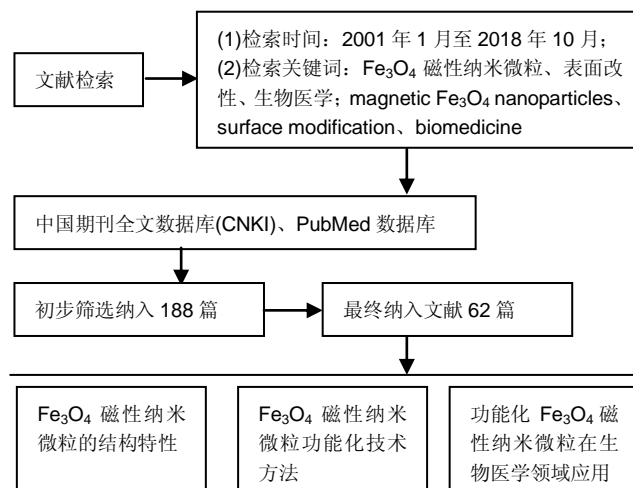 文献检索
(1)检索时间：2001 年 1 月至 2018 年 10 月；
(2)检索关键词：Fe₃O₄ 磁性纳米微粒、表面改
性、生物医学；magnetic Fe₃O₄ nanoparticles、
surface modification、biomedicine
中国期刊全文数据库(CNKI)、PubMed 数据库
初步筛选纳入 188 篇
最终纳入文献 62 篇
Fe₃O₄ 磁性纳米
微粒的结构特性
Fe₃O₄ 磁性纳米
微粒功能化技术
方法
功能化 Fe₃O₄ 磁
性纳米微粒在生
物医学领域应用